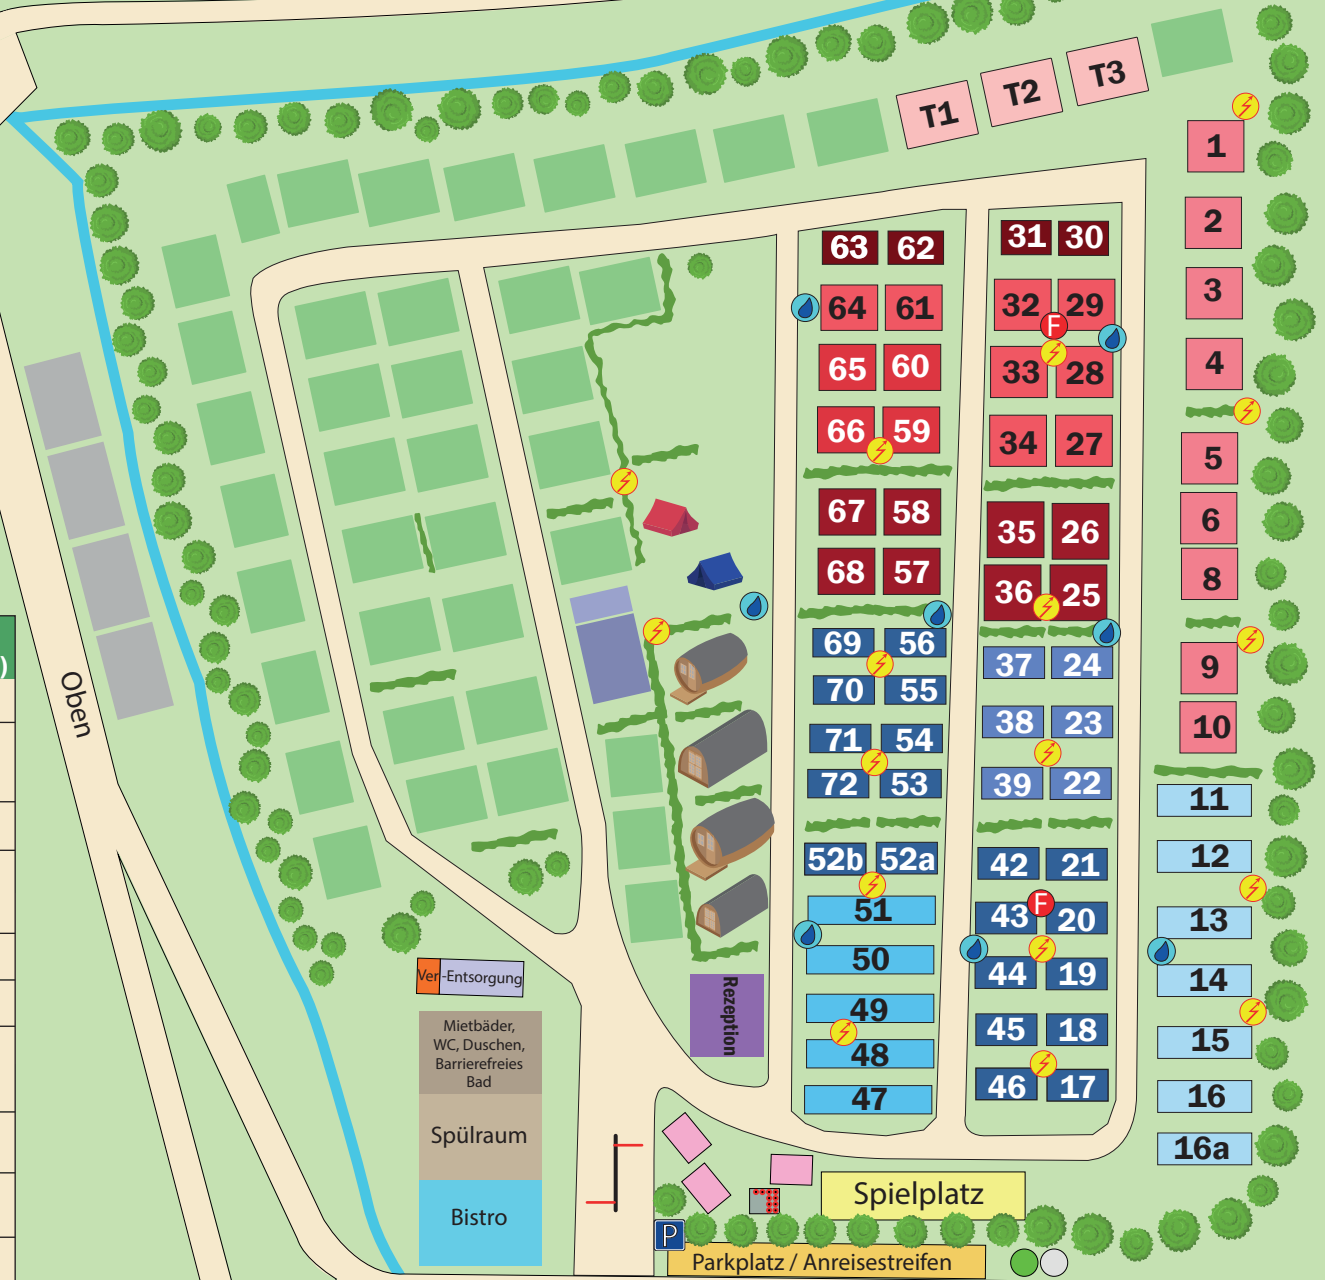 T1 T2 T3
1
2
3
4
5
6
8
9
10
11
12
13
14
15
16
16a
63 62
64 61
65 60
66 59
67 58
68 57
69 56
70 55
71 54
72 53
52b 52a
51
50
49
48
47
31 30
32 29
F
33 28
34 27
35 26
36 25
37 24
38 23
39 22
42 21
F
43 20
44 19
45 18
46 17
)
Oben
Ver-Entsorgung
Mietbäder,
WC, Duschen,
Barrierefreies
Bad
Spülraum
Bistro
Rezeption
Spielplatz
P
Parkplatz / Anreisestreifen